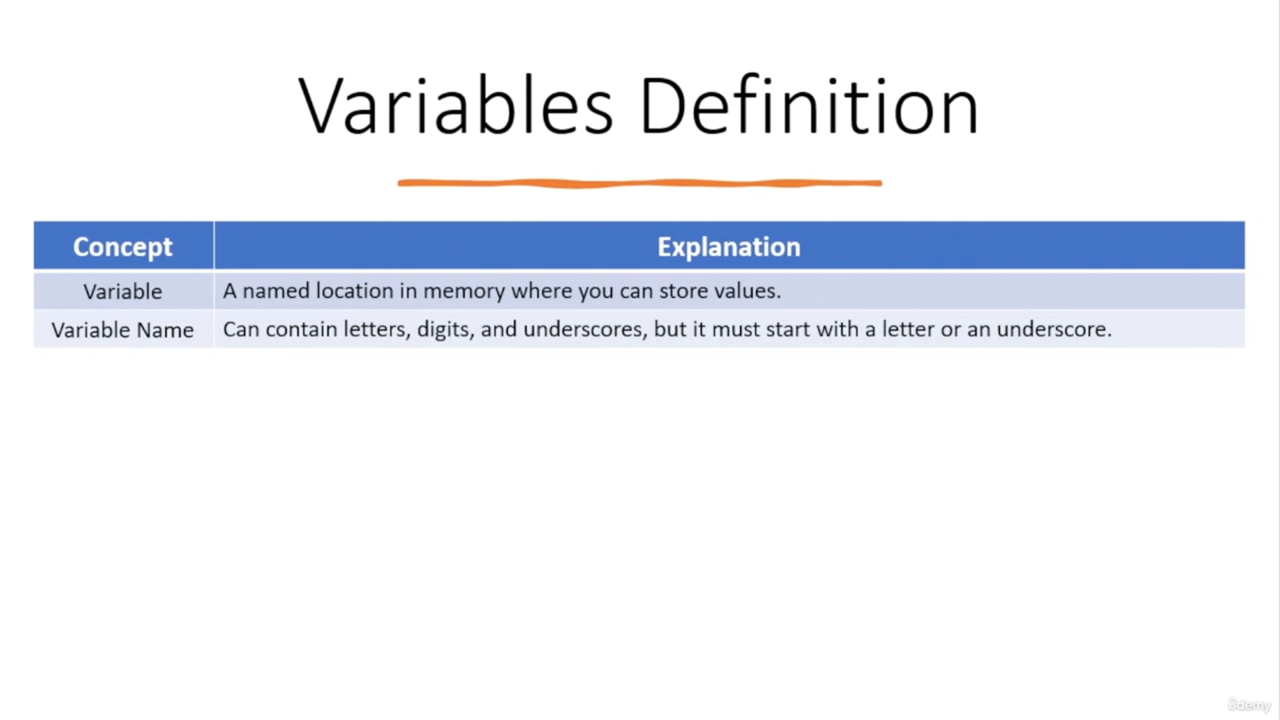 Variables Definition
Concept Explanation
Variable A named location in memory where you can store values.
Variable Name Can contain letters, digits, and underscores, but it must start with a letter or an underscore.
ûdemy